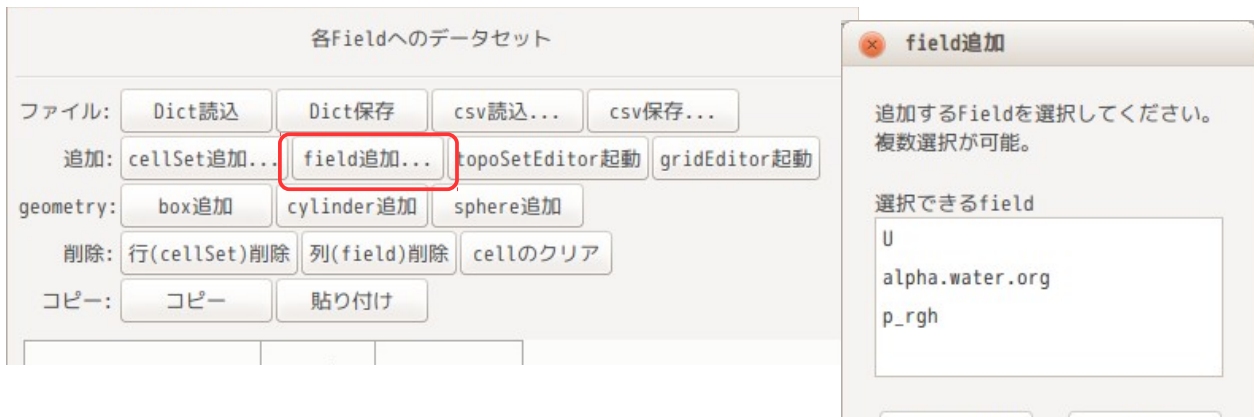 各Fieldへのデータセット
ファイル: Dict読込 Dict保存 csv読込... csv保存...
追加: cellSet追加... field追加... topoSetEditor起動 gridEditor起動
geometry: box追加 cylinder追加 sphere追加
削除: 行(cellSet)削除 列(field)削除 cellのクリア
コピー: コピー 貼り付け
field追加
追加するFieldを選択してください。
複数選択が可能。
選択できるfield
U
alpha.water.org
p_rgh